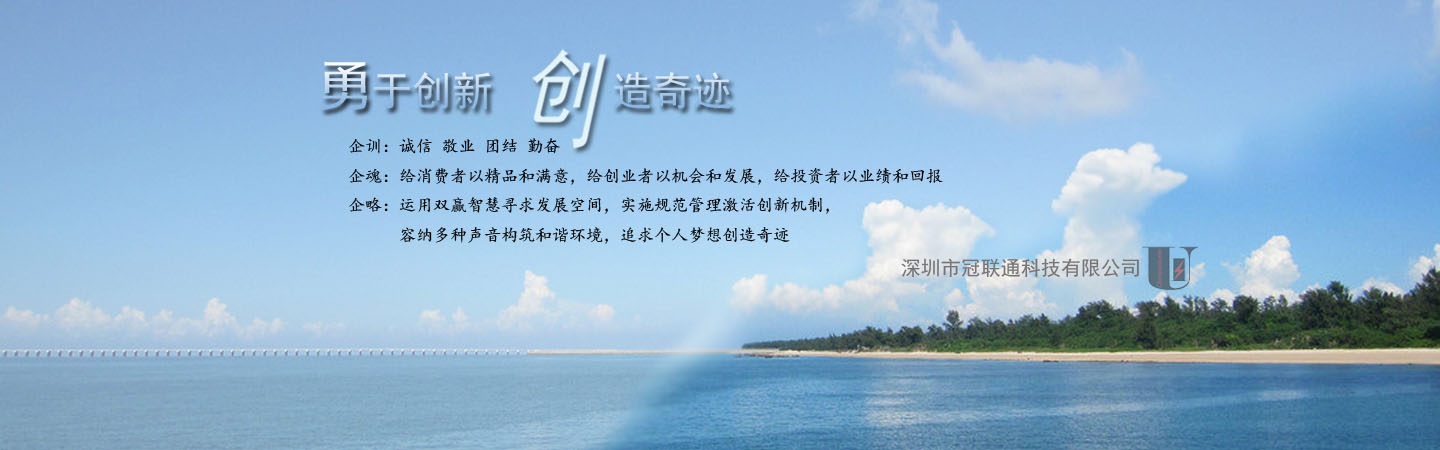 勇于创新 创造奇迹
企训：诚信 敬业 团结 勤奋
企魂：给消费者以精品和满意，给创业者以机会和发展，给投资者以业绩和回报
企略：运用双赢智慧寻求发展空间，实施规范管理激活创新机制，
容纳多种声音构筑和谐环境，追求个人梦想创造奇迹
深圳市冠联通科技有限公司